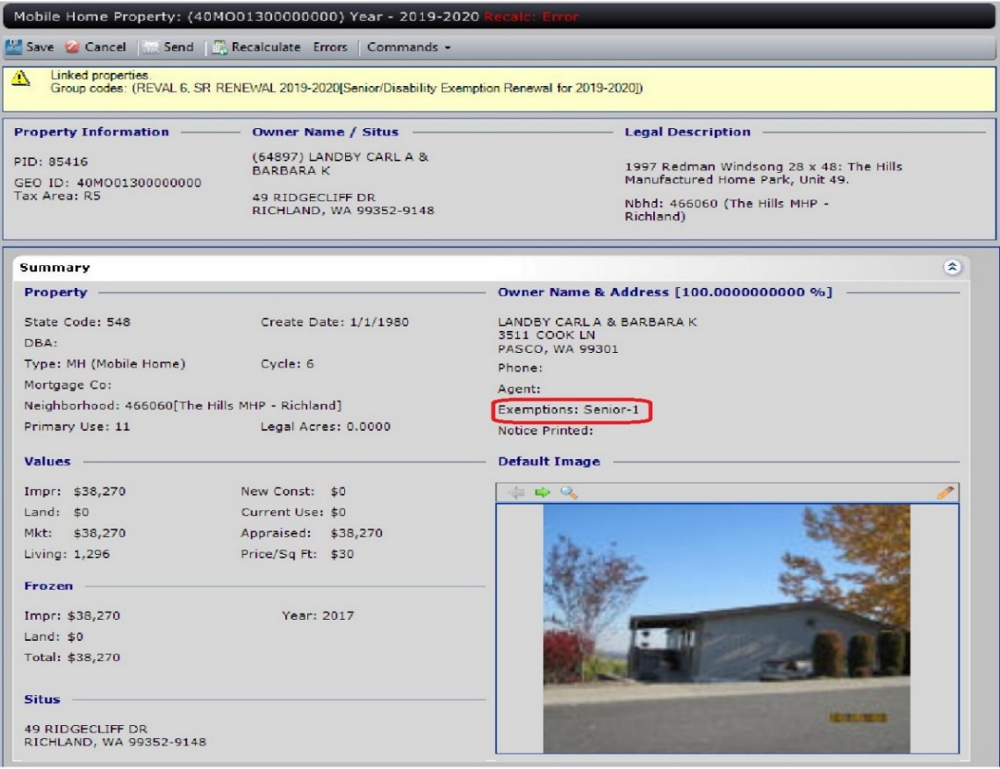 Mobile Home Property: (40MO01300000000) Year - 2019-2020 Recalc: Error
Save Cancel Send Recalculate Errors Commands
Linked properties.
Group codes: (REVAL 6, SR RENEWAL 2019-2020[Senior/Disability Exemption Renewal for 2019-2020])
Property Information
PID: 85416
GEO ID: 40MO01300000000
Tax Area: R5
Owner Name / Situs
(64897) LANDBY CARL A &
BARBARA K
49 RIDGECLIFF DR
RICHLAND, WA 99352-9148
Legal Description
1997 Redman Windsong 28 x 48: The Hills
Manufactured Home Park, Unit 49.
Nbhd: 466060 (The Hills MHP -
Richland)
Summary
Property
State Code: 548 Create Date: 1/1/1980
DBA:
Type: MH (Mobile Home) Cycle: 6
Mortgage Co:
Neighborhood: 466060[The Hills MHP - Richland]
Primary Use: 11 Legal Acres: 0.0000
Owner Name & Address [100.0000000000 %]
LANDBY CARL A & BARBARA K
3511 COOK LN
PASCO, WA 99301
Phone:
Agent:
Exemptions: Senior-1
Notice Printed:
Values
Impr: $38,270 New Const: $0
Land: $0 Current Use: $0
Mkt: $38,270 Appraised: $38,270
Living: 1,296 Price/Sq Ft: $30
Frozen
Impr: $38,270 Year: 2017
Land: $0
Total: $38,270
Situs
49 RIDGECLIFF DR
RICHLAND, WA 99352-9148
Default Image